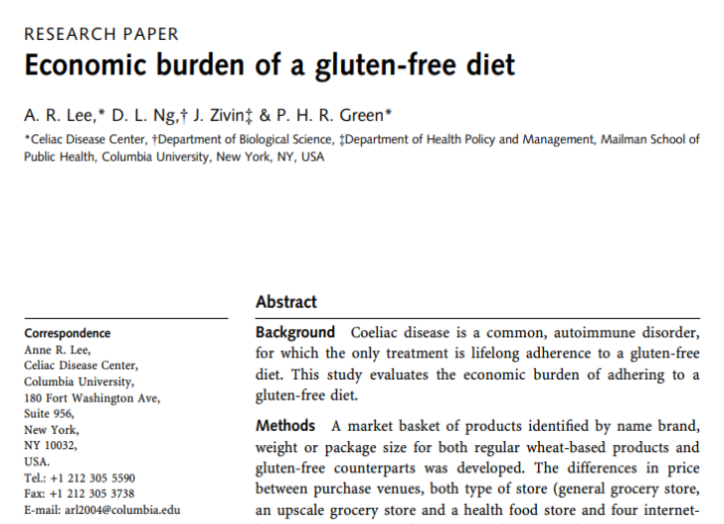 RESEARCH PAPER
Economic burden of a gluten-free diet
A. R. Lee,* D. L. Ng,† J. Zivin‡ & P. H. R. Green*
*Celiac Disease Center, †Department of Biological Science, ‡Department of Health Policy and Management, Mailman School of
Public Health, Columbia University, New York, NY, USA
Correspondence
Anne R. Lee,
Celiac Disease Center,
Columbia University,
180 Fort Washington Ave,
Suite 956,
New York,
NY 10032,
USA.
Tel.: +1 212 305 5590
Fax: +1 212 305 3738
E-mail: arl2004@columbia.edu
Abstract
Background Coeliac disease is a common, autoimmune disorder,
for which the only treatment is lifelong adherence to a gluten-free
diet. This study evaluates the economic burden of adhering to a
gluten-free diet.
Methods A market basket of products identified by name brand,
weight or package size for both regular wheat-based products and
gluten-free counterparts was developed. The differences in price
between purchase venues, both type of store (general grocery store,
an upscale grocery store and a health food store and four internet-